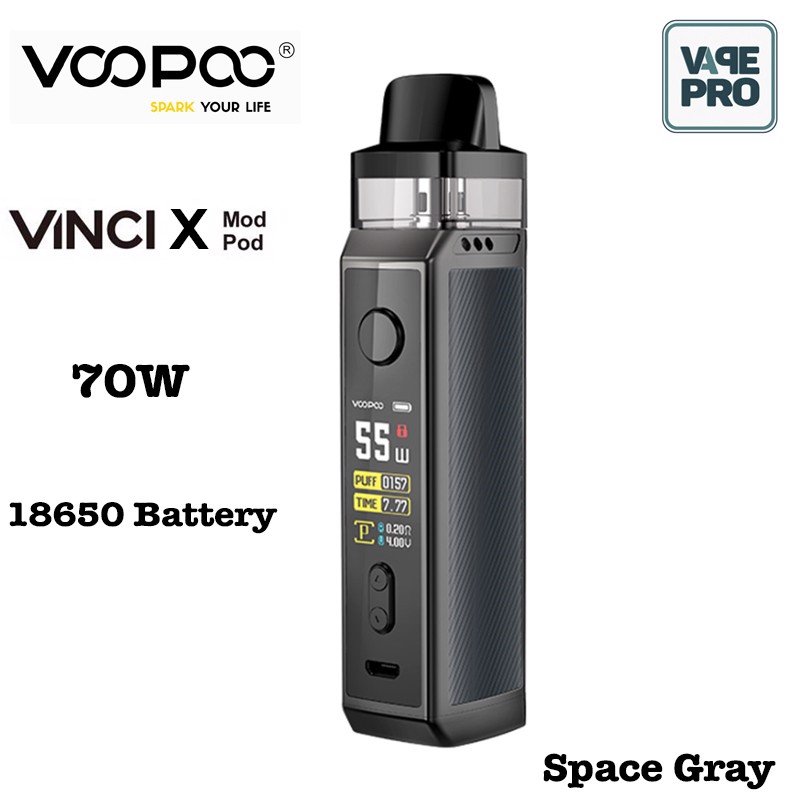 VOOPOO®
SPARK YOUR LIFE
VAPE
PRO
VINCI X Mod
Pod
70W
18650 Battery
VOOPOO
55 W
PUFF 0157
TIME 7.77
P 0.20Ω
4.00V
Space Gray